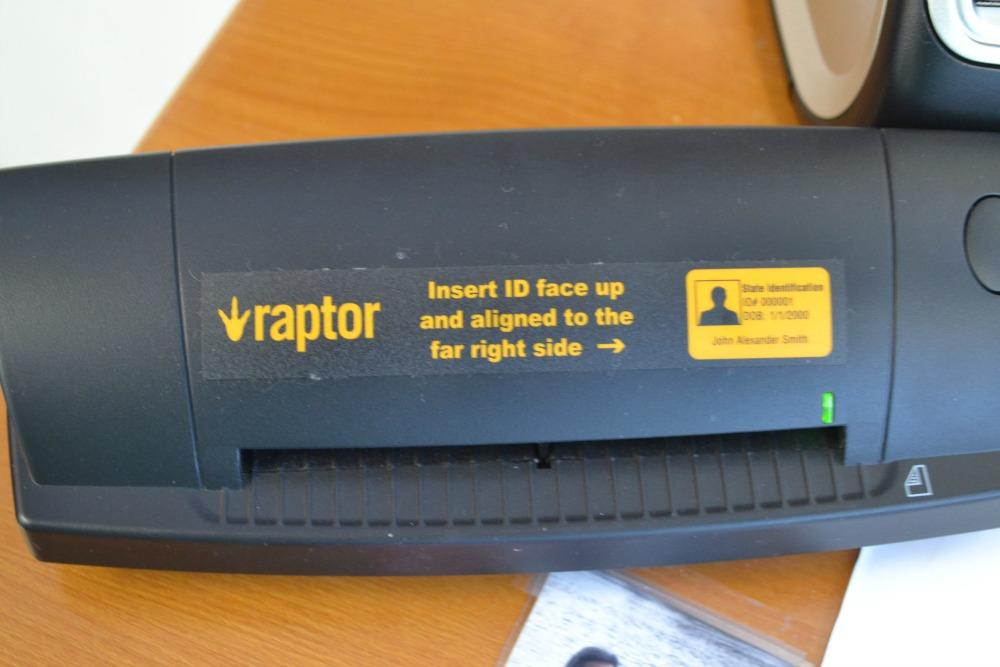 raptor
Insert ID face up
and aligned to the
far right side →
State Identification
ID# 000001
DOB: 1/1/2000
John Alexander Smith